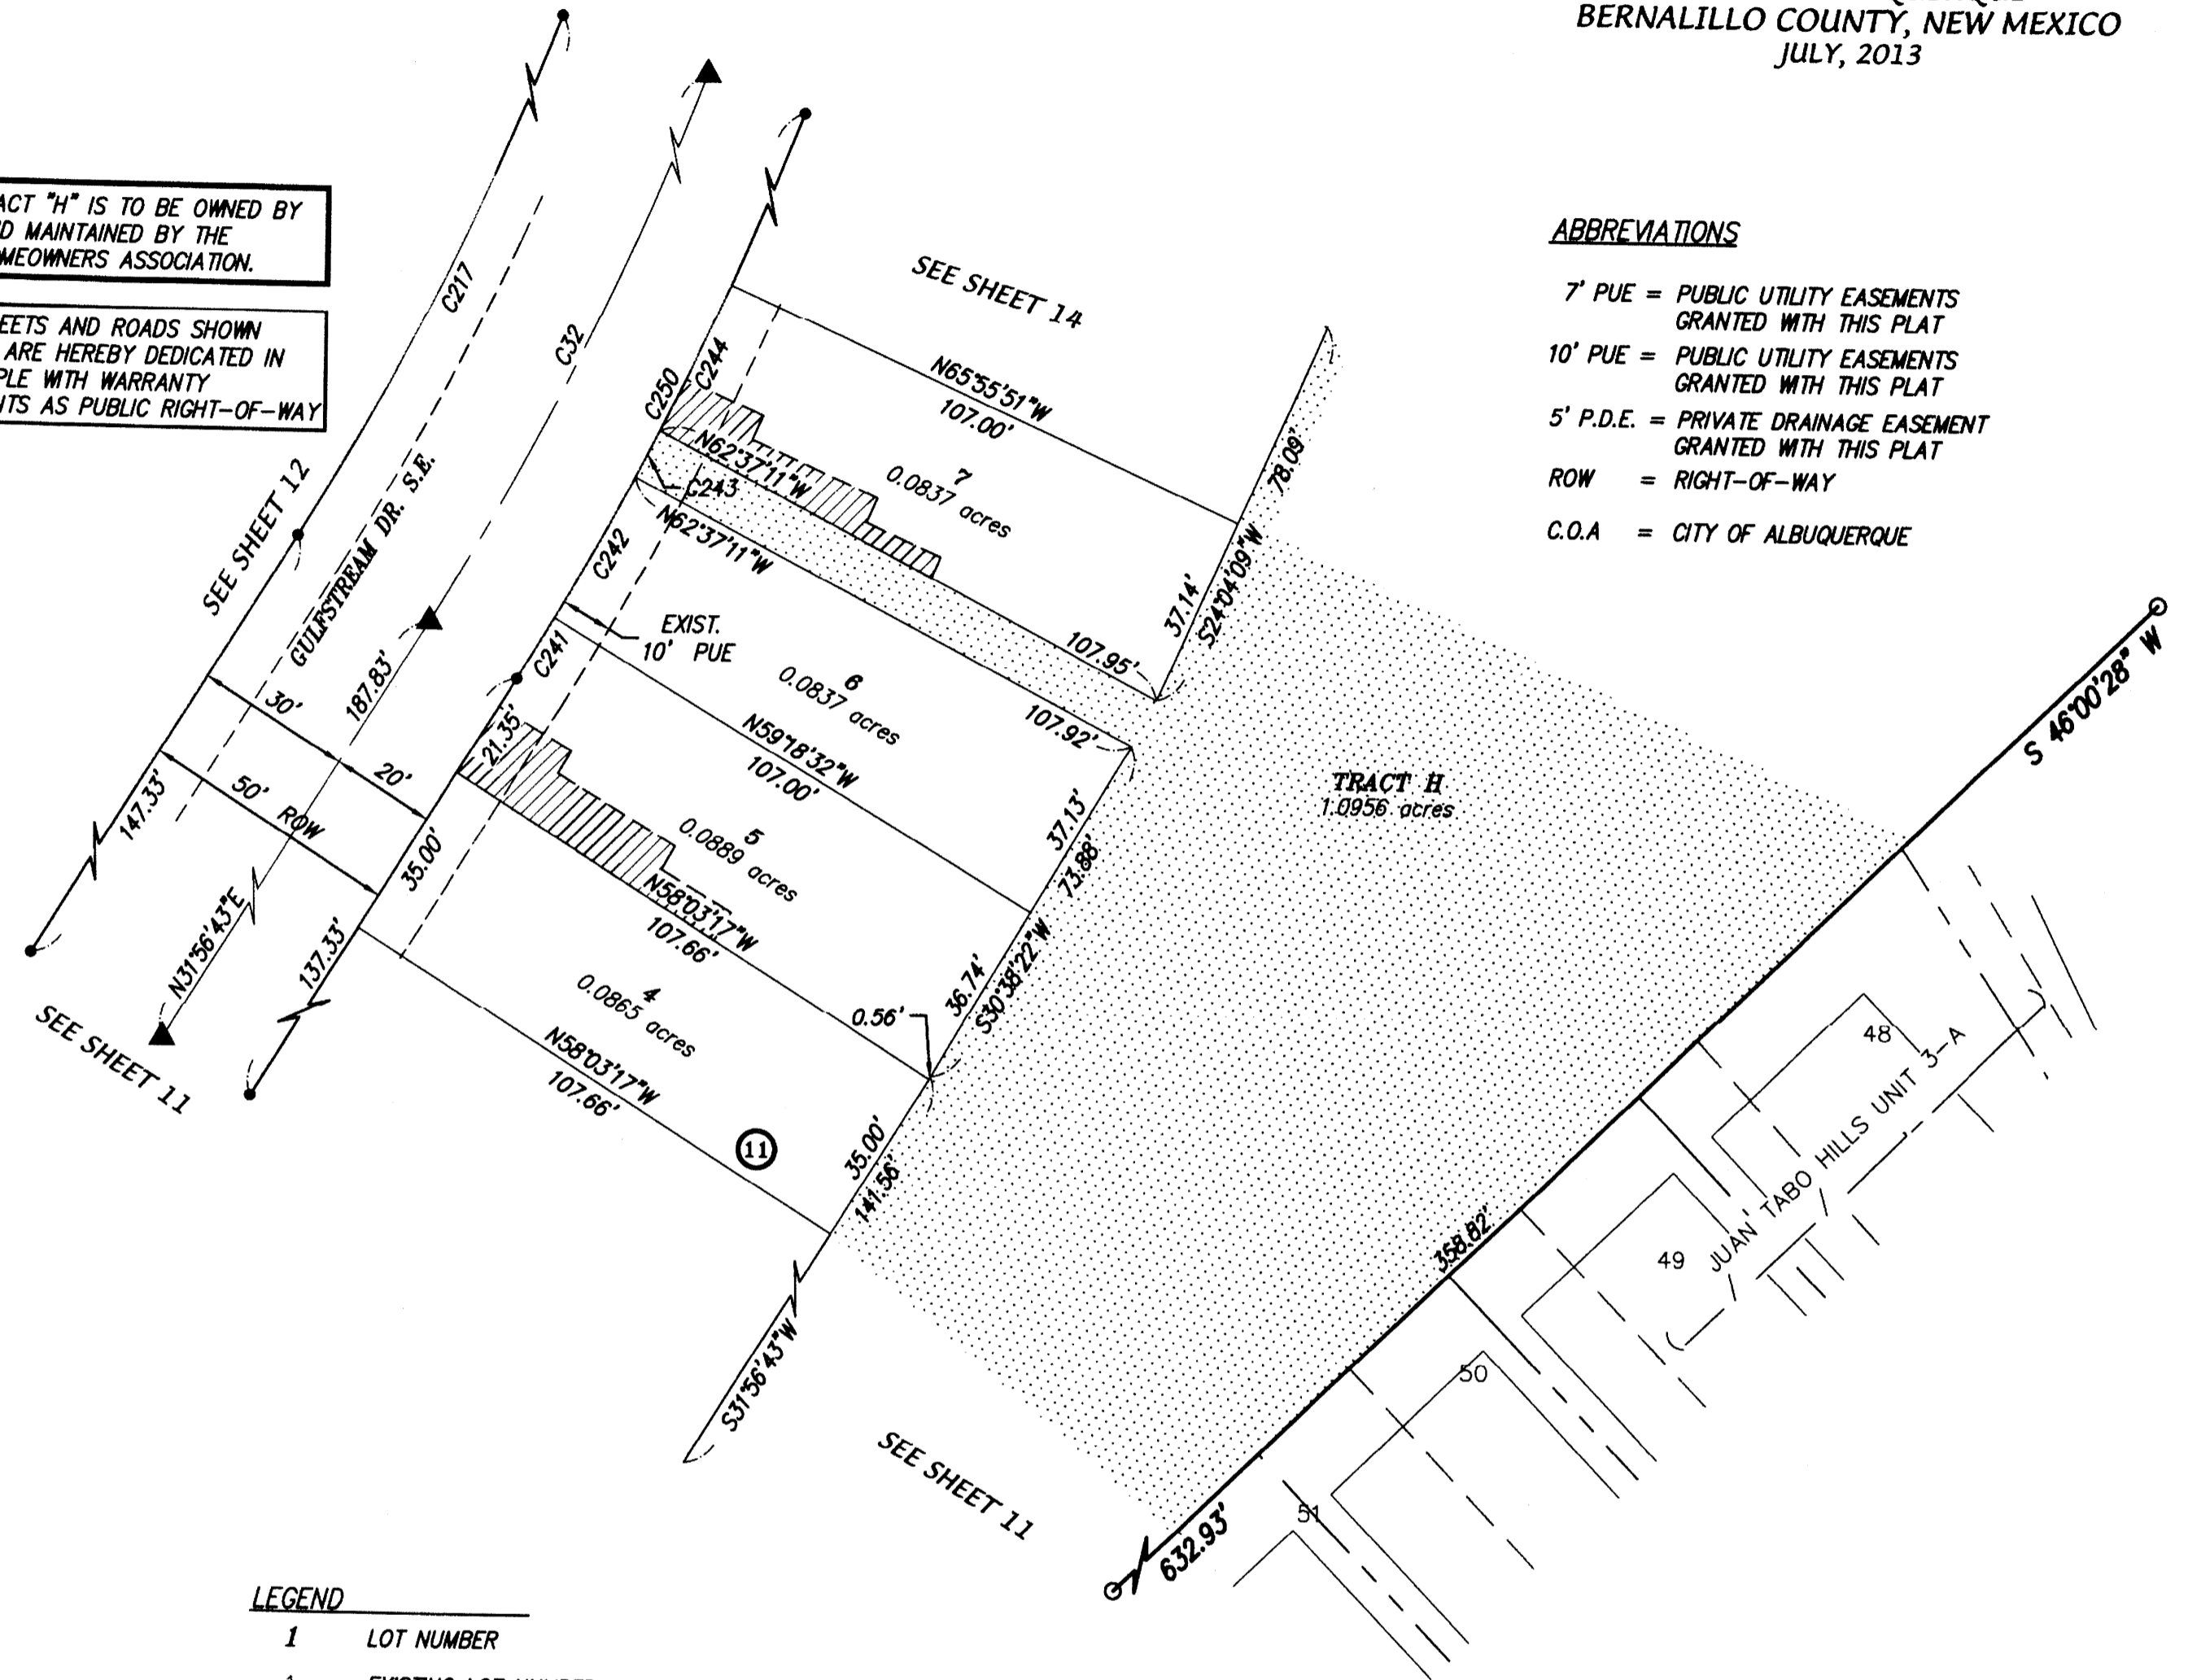 BERNALILLO COUNTY, NEW MEXICO
JULY, 2013
ACT "H" IS TO BE OWNED BY
D MAINTAINED BY THE
MEOWNERS ASSOCIATION.
EETS AND ROADS SHOWN
ARE HEREBY DEDICATED IN
PLE WITH WARRANTY
NTS AS PUBLIC RIGHT-OF-WAY
ABBREVIATIONS
7' PUE = PUBLIC UTILITY EASEMENTS
GRANTED WITH THIS PLAT
10' PUE = PUBLIC UTILITY EASEMENTS
GRANTED WITH THIS PLAT
5' P.D.E. = PRIVATE DRAINAGE EASEMENT
GRANTED WITH THIS PLAT
ROW = RIGHT-OF-WAY
C.O.A = CITY OF ALBUQUERQUE
SEE SHEET 14
C217
C32
C244
C250
N65°55'51"W
107.00'
78.09'
N62°37'11"W
7
0.0837 acres
C243
N62°37'11"W
C242
SEE SHEET 12
GULFSTREAM DR. S.E.
37.14'
S24°04'09"W
107.95'
EXIST.
10' PUE
C241
6
0.0837 acres
107.92'
187.83'
30'
20'
21.35'
N59°18'32"W
107.00'
TRACT H
1.0956 acres
S 46°00'28" W
50' ROW
147.33'
35.00'
5
0.0889 acres
37.13'
73.88'
N58°03'17"W
107.66'
N31°56'43"E
137.33'
36.74'
S30°38'22"W
0.56'
4
0.0865 acres
N58°03'17"W
107.66'
SEE SHEET 11
11
35.00'
141.56'
S31°56'43"W
48
JUAN TABO HILLS UNIT 3-A
49
358.82'
50
51
SEE SHEET 11
632.93'
LEGEND
1 LOT NUMBER